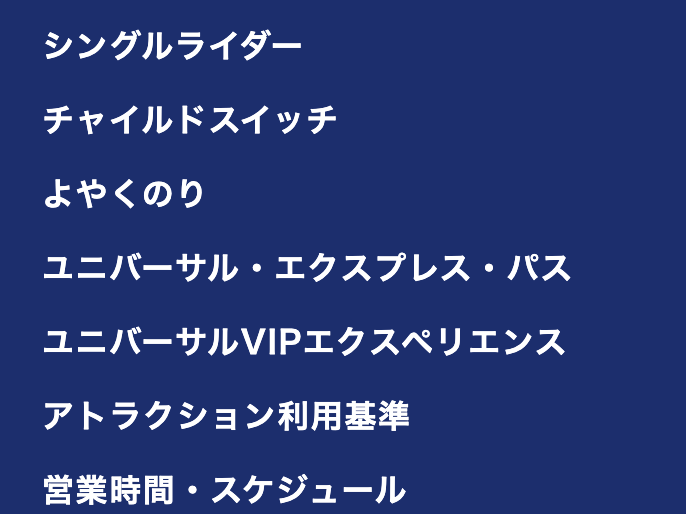 シングルライダー
チャイルドスイッチ
よやくのり
ユニバーサル・エクスプレス・パス
ユニバーサルVIPエクスペリエンス
アトラクション利用基準
営業時間・スケジュール